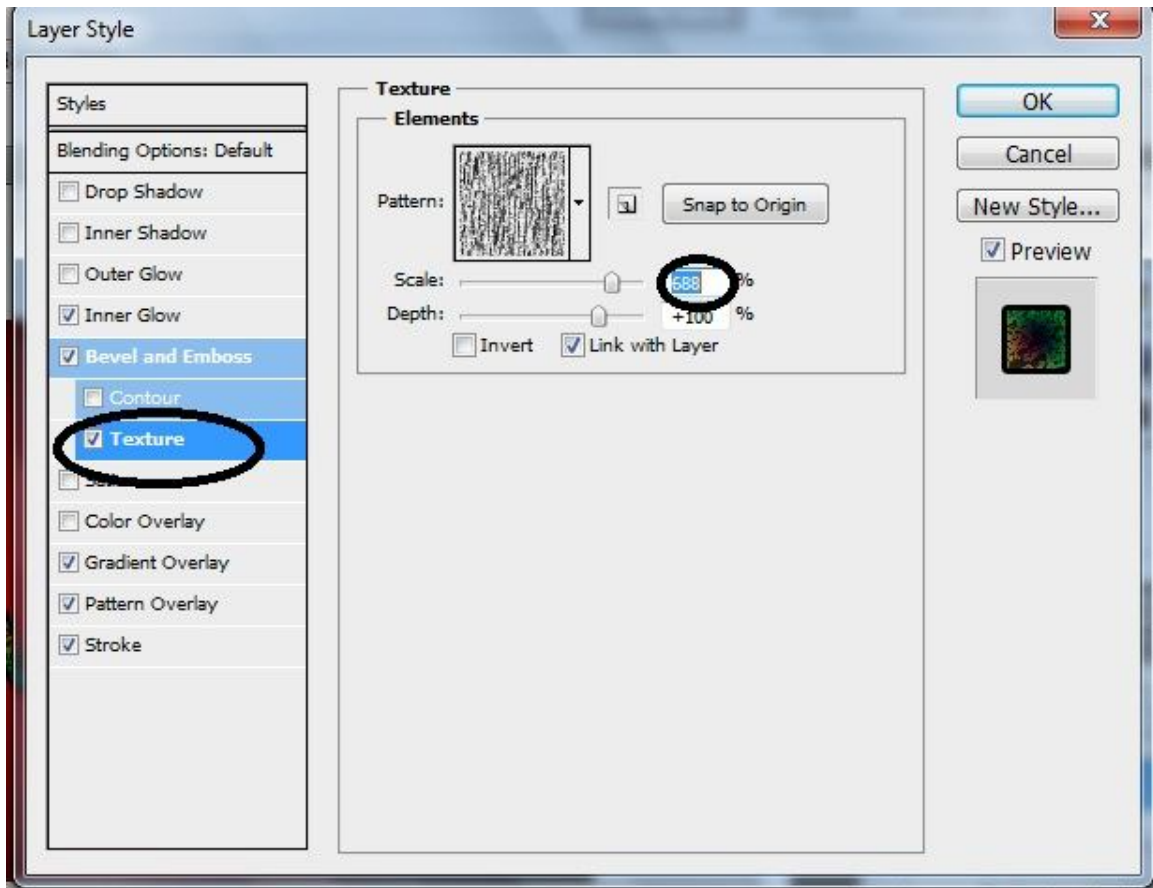 Layer Style
X
Styles
Blending Options: Default
Drop Shadow
Inner Shadow
Outer Glow
Inner Glow
Bevel and Emboss
Contour
Texture
Color Overlay
Gradient Overlay
Pattern Overlay
Stroke
Texture
Elements
Pattern:
Snap to Origin
Scale: 688 %
Depth: +100 %
Invert Link with Layer
OK
Cancel
New Style...
Preview